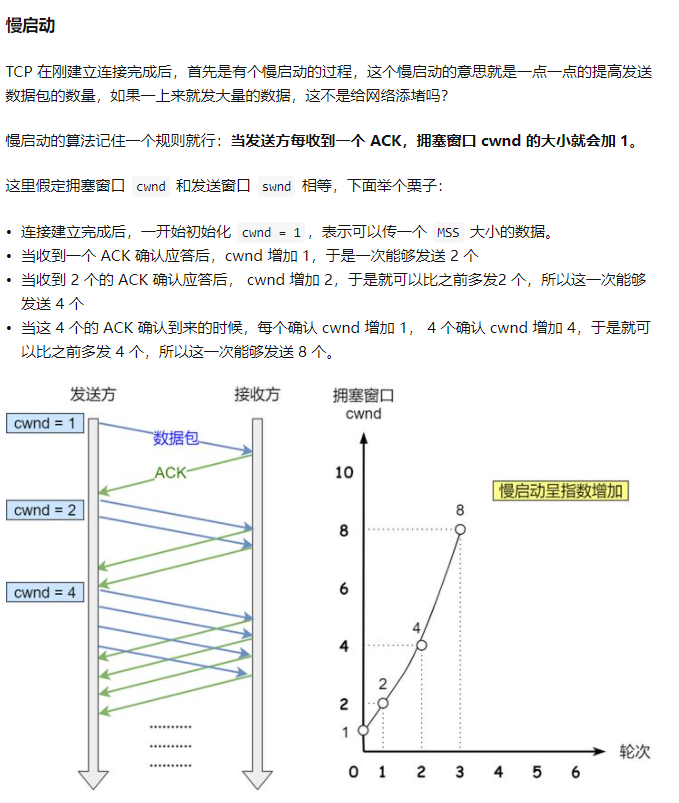 慢启动
TCP 在刚建立连接完成后，首先是有个慢启动的过程，这个慢启动的意思就是一点一点的提高发送
数据包的数量，如果一上来就发大量的数据，这不是给网络添堵吗？
慢启动的算法记住一个规则就行：当发送方每收到一个 ACK，拥塞窗口 cwnd 的大小就会加 1。
这里假定拥塞窗口 cwnd 和发送窗口 swnd 相等，下面举个栗子：
• 连接建立完成后，一开始初始化 cwnd = 1 ，表示可以传一个 MSS 大小的数据。
• 当收到一个 ACK 确认应答后，cwnd 增加 1，于是一次能够发送 2 个
• 当收到 2 个的 ACK 确认应答后， cwnd 增加 2，于是就可以比之前多发2 个，所以这一次能够
发送 4 个
• 当这 4 个的 ACK 确认到来的时候，每个确认 cwnd 增加 1， 4 个确认 cwnd 增加 4，于是就可
以比之前多发 4 个，所以这一次能够发送 8 个。
发送方
接收方
cwnd = 1
数据包
ACK
cwnd = 2
cwnd = 4
...........
...........
...........
拥塞窗口
cwnd
慢启动呈指数增加
10
8
6
4
2
1
2
4
8
0 1 2 3 4 5 6
轮次